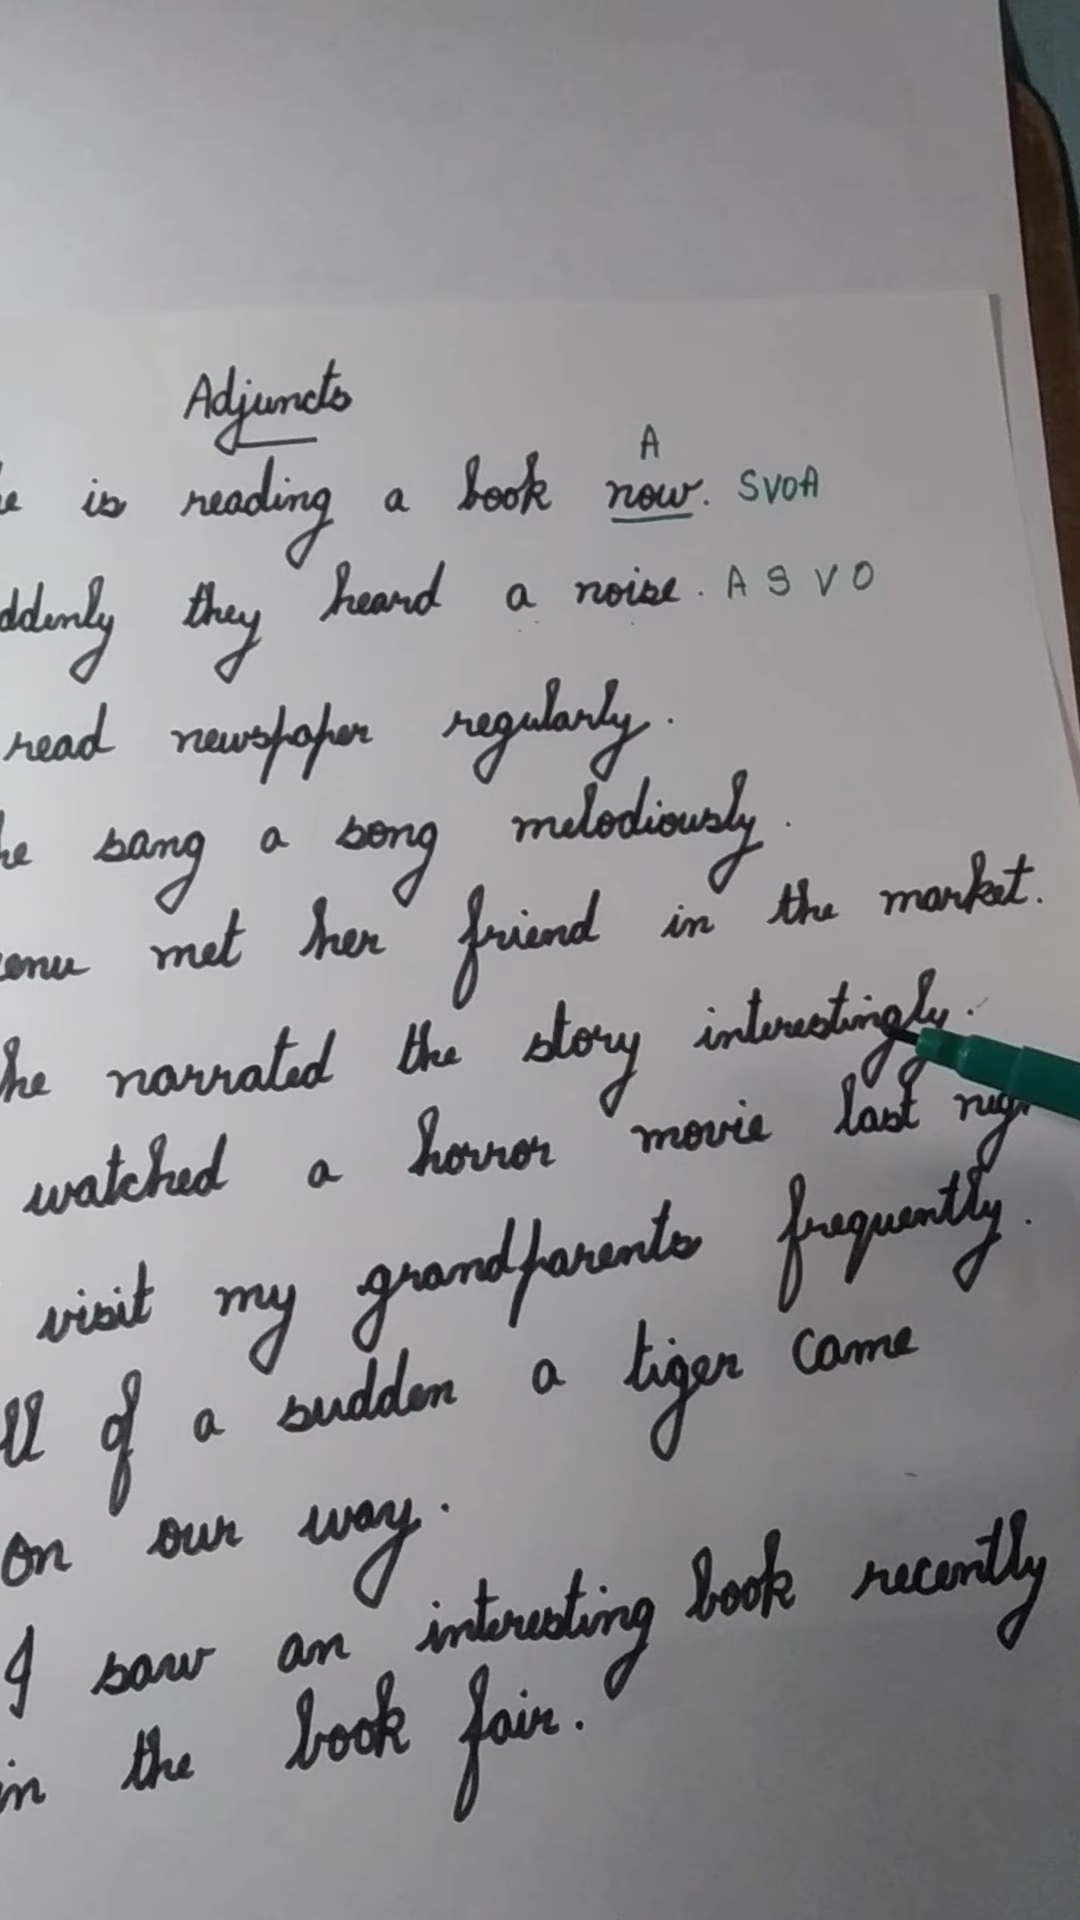 Adjuncts
A
is reading a book now. SVOA
they heard a noise. A S V O
read newspaper regularly.
sang a song melodiously.
met her friend in the market.
narrated the story interestingly.
watched a horror movie last
visit my grandparents frequently.
of a sudden a tiger came
on our way.
I saw an interesting book recently
in the book fair.